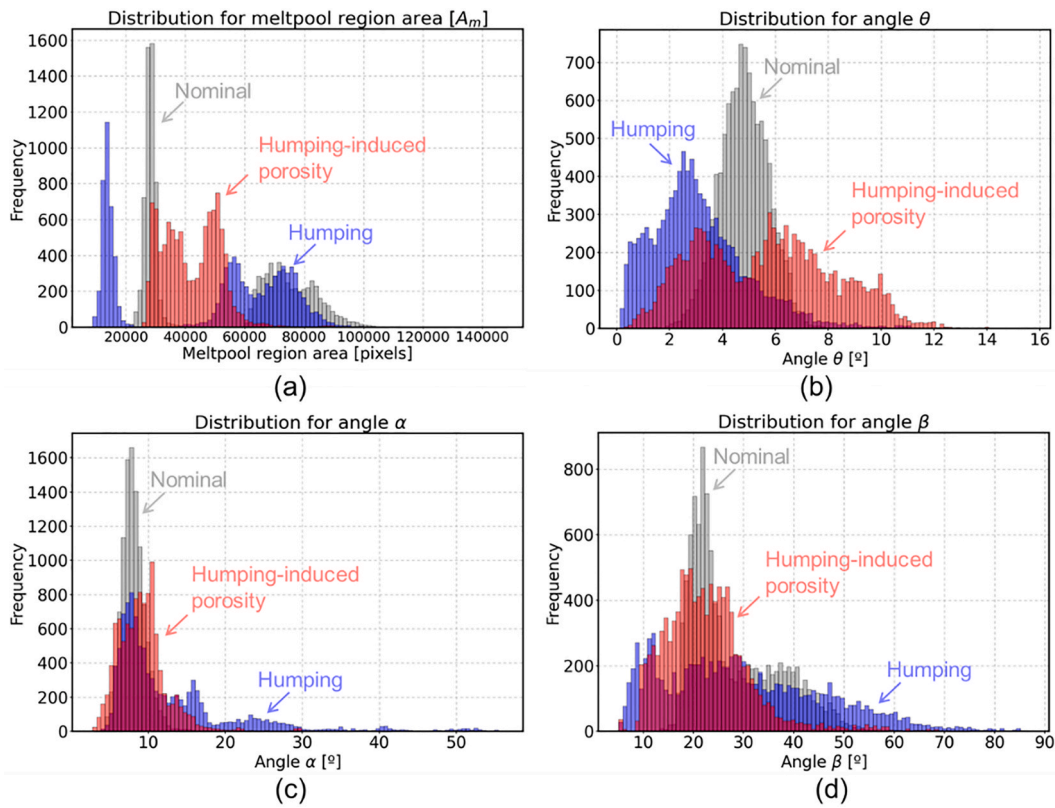 Distribution for meltpool region area [A_m]
1600
1400
1200
1000
800
600
400
200
0
Frequency
Nominal
Humping-induced
porosity
Humping
20000 40000 60000 80000 100000 120000 140000
Meltpool region area [pixels]
(a)
Distribution for angle θ
700
600
500
400
300
200
100
0
Frequency
Nominal
Humping
Humping-induced
porosity
0 2 4 6 8 10 12 14 16
Angle θ [º]
(b)
Distribution for angle α
1600
1400
1200
1000
800
600
400
200
0
Frequency
Nominal
Humping-induced
porosity
Humping
10 20 30 40 50
Angle α [º]
(c)
Distribution for angle β
800
600
400
200
0
Frequency
Nominal
Humping-induced
porosity
Humping
10 20 30 40 50 60 70 80 90
Angle β [º]
(d)